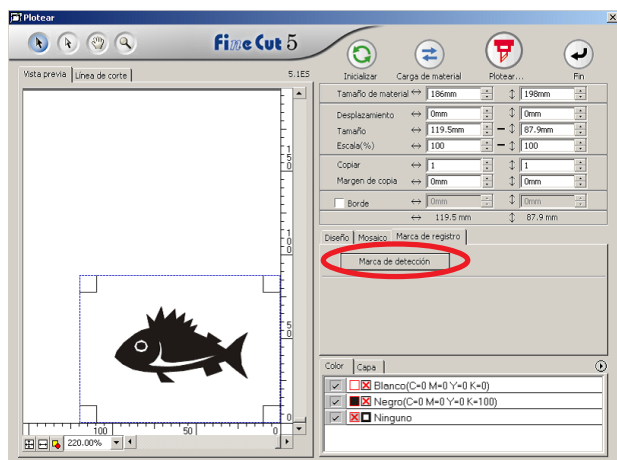 Plotear
FineCut 5
Vista previa
Línea de corte
5.1ES
Inicializar
Carga de material
Plotear...
Fin
Tamaño de material 186mm 198mm
Desplazamiento 0mm 0mm
Tamaño 119.5mm 87.9mm
Escala(%) 100 100
Copiar 1 1
Margen de copia 0mm 0mm
Borde 0mm 0mm
119.5 mm 87.9 mm
Diseño Mosaico Marca de registro
Marca de detección
150
100
50
0
100 50 0
220.00%
Color Capa
Blanco(C=0 M=0 Y=0 K=0)
Negro(C=0 M=0 Y=0 K=100)
Ninguno